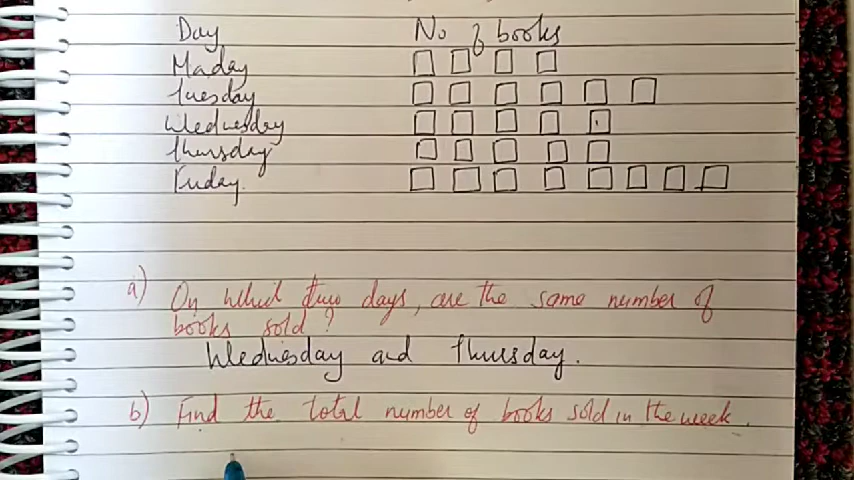 Day No of books
Monday
Tuesday
Wednesday
Thursday
Friday.
a) On which two days, are the same number of
books sold?
Wednesday and Thursday.
b) Find the total number of books sold in the week.